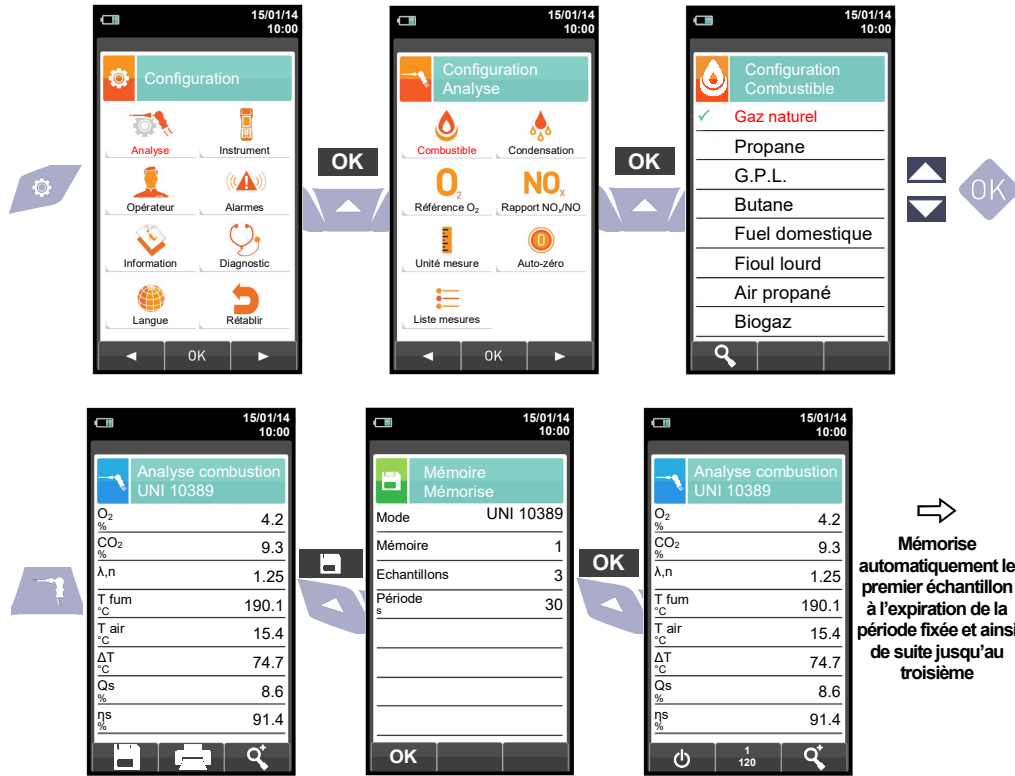 15/01/14
10:00
Configuration
Analyse
Instrument
Opérateur
Alarmes
Information
Diagnostic
Langue
Rétablir
OK
OK
15/01/14
10:00
Configuration
Analyse
Combustible
Condensation
O2
NOx
Référence O2
Rapport NOx/NO
Unité mesure
0
Auto-zéro
Liste mesures
OK
OK
15/01/14
10:00
Configuration
Combustible
Gaz naturel
Propane
G.P.L.
Butane
Fuel domestique
Fioul lourd
Air propané
Biogaz
OK
15/01/14
10:00
Analyse combustion
UNI 10389
O2
% 4.2
CO2
% 9.3
λ,n 1.25
T fum
°C 190.1
T air
°C 15.4
ΔT
°C 74.7
Qs
% 8.6
ηs
% 91.4
15/01/14
10:00
Mémoire
Mémorise
Mode UNI 10389
Mémoire 1
Echantillons 3
Période
s 30
OK
OK
15/01/14
10:00
Analyse combustion
UNI 10389
O2
% 4.2
CO2
% 9.3
λ,n 1.25
T fum
°C 190.1
T air
°C 15.4
ΔT
°C 74.7
Qs
% 8.6
ηs
% 91.4
1
120
Mémorise
automatiquement le
premier échantillon
à l'expiration de la
période fixée et ainsi
de suite jusqu'au
troisième